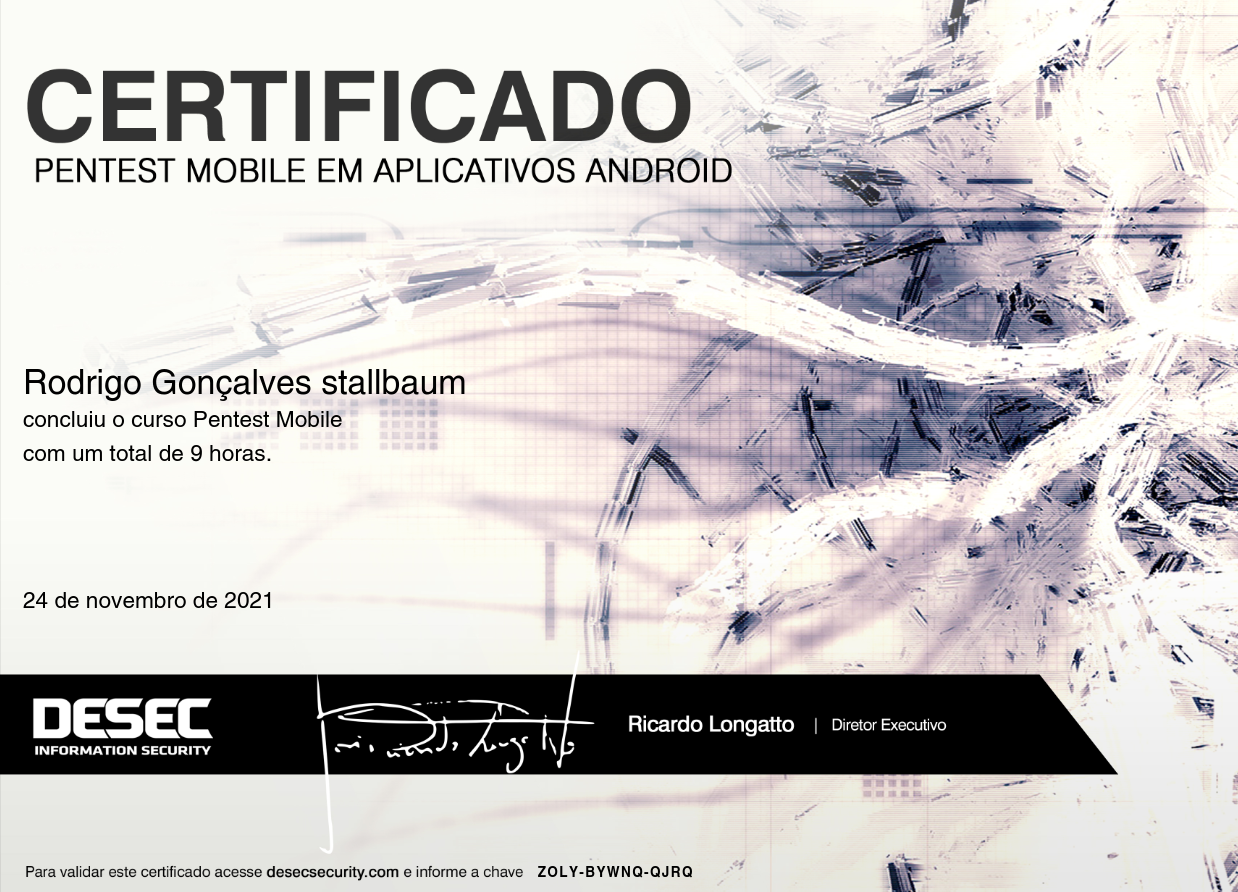 CERTIFICADO
PENTEST MOBILE EM APLICATIVOS ANDROID
Rodrigo Gonçalves stallbaum
concluiu o curso Pentest Mobile
com um total de 9 horas.
24 de novembro de 2021
DESEC
INFORMATION SECURITY
Ricardo Longatto | Diretor Executivo
Para validar este certificado acesse desecsecurity.com e informe a chave ZOLY-BYWNQ-QJRQ